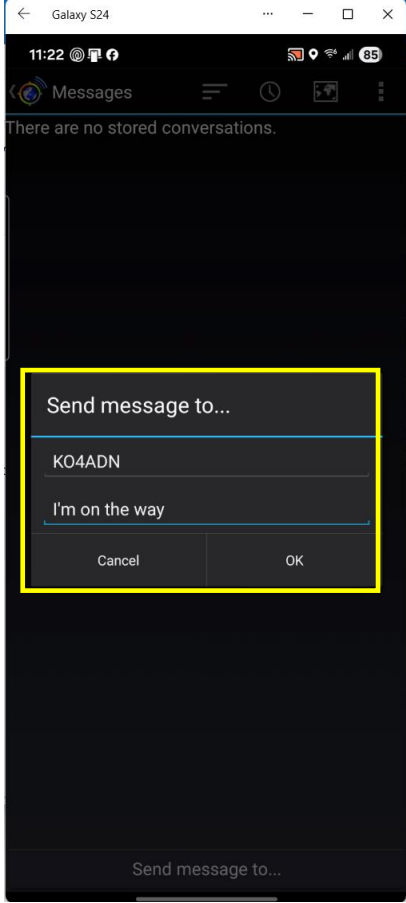 Galaxy S24
11:22
85
Messages
There are no stored conversations.
Send message to...
KO4ADN
I'm on the way
Cancel
OK
Send message to...